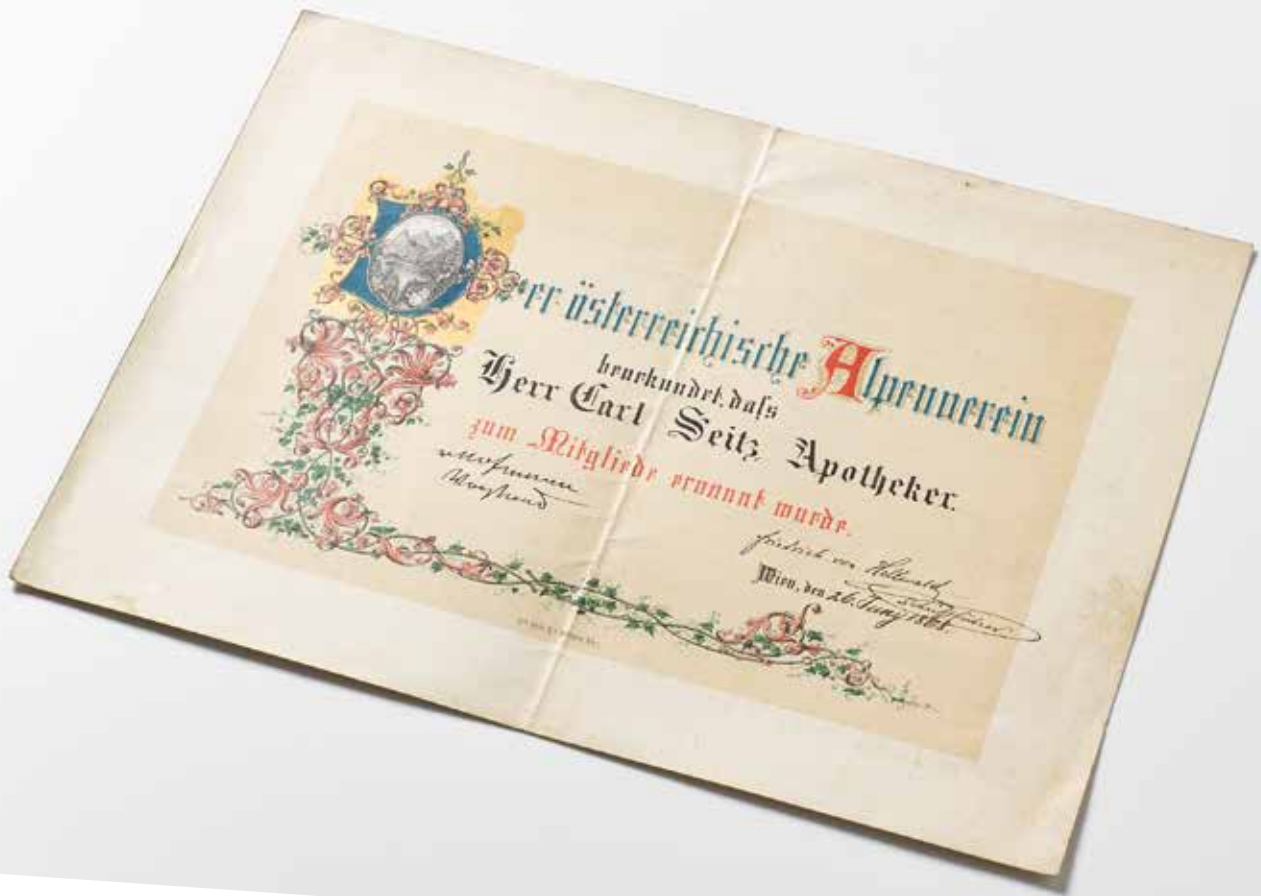 Der österreichische Alpenverein
beurkundet, daſs
Herr Carl Seitz Apotheker.
zum Mitgliede ernannt wurde.
Friedrich von Hellwald
Wien, den 26. Juny